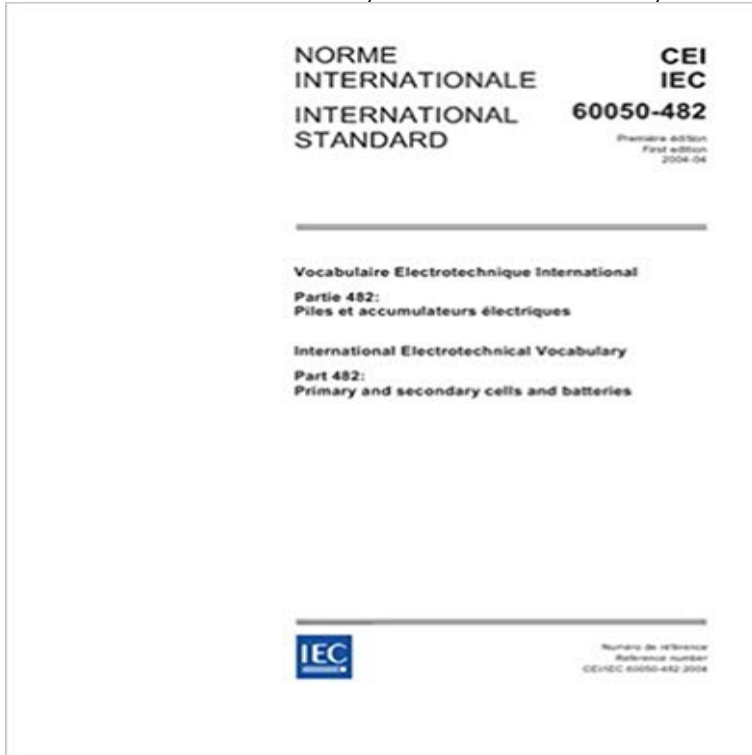 NORME
INTERNATIONALE
INTERNATIONAL
STANDARD
CEI
IEC
60050-482
Première édition
First edition
2004-04
Vocabulaire Electrotechnique International
Partie 482:
Piles et accumulateurs électriques
International Electrotechnical Vocabulary
Part 482:
Primary and secondary cells and batteries
IEC
Numéro de référence
Reference number
CEI/IEC 60050-482:2004